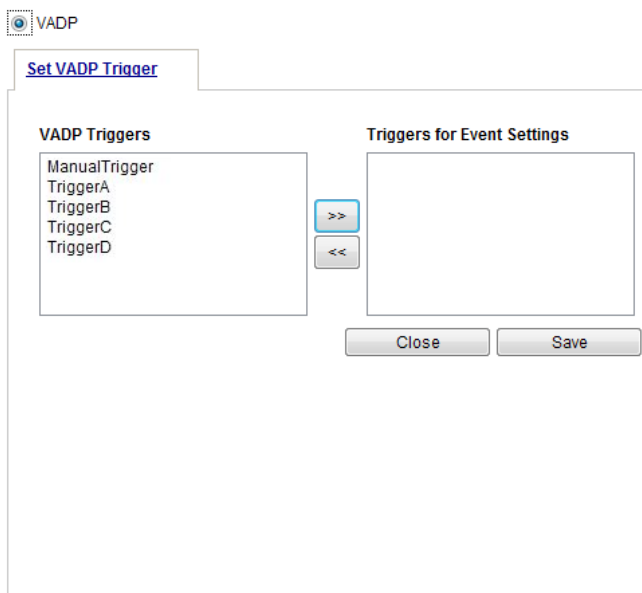 VADP
Set VADP Trigger
VADP Triggers
Triggers for Event Settings
ManualTrigger
TriggerA
TriggerB
TriggerC
TriggerD
>>
<<
Close
Save